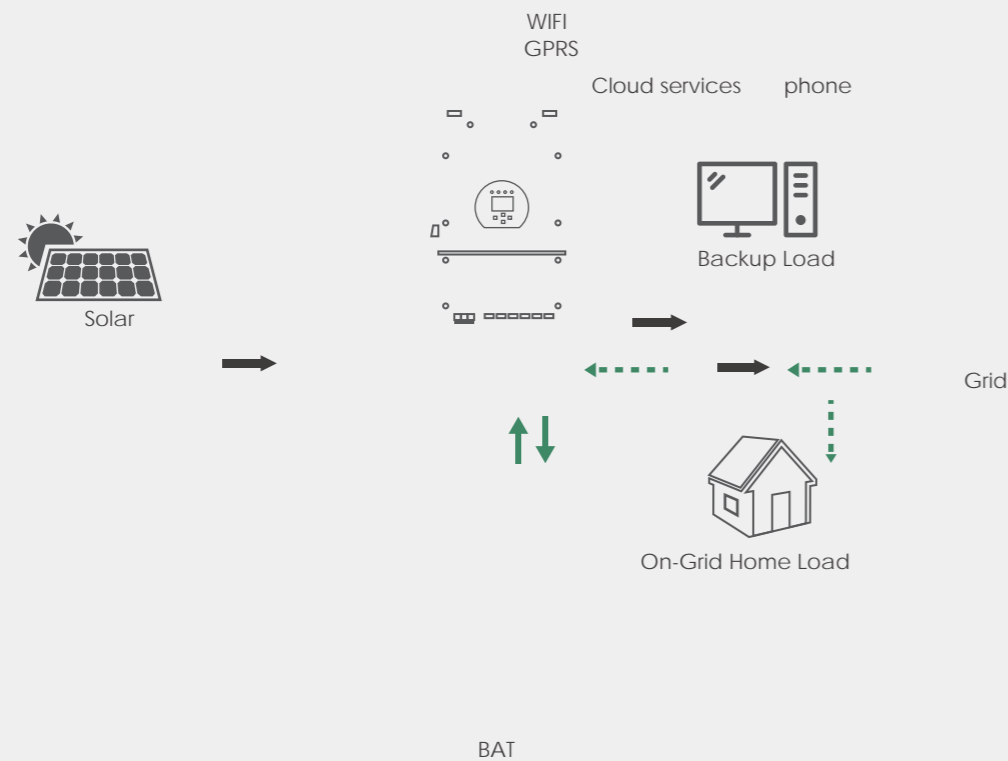 WIFI
GPRS
Cloud services phone
Backup Load
Solar
Grid
On-Grid Home Load
BAT